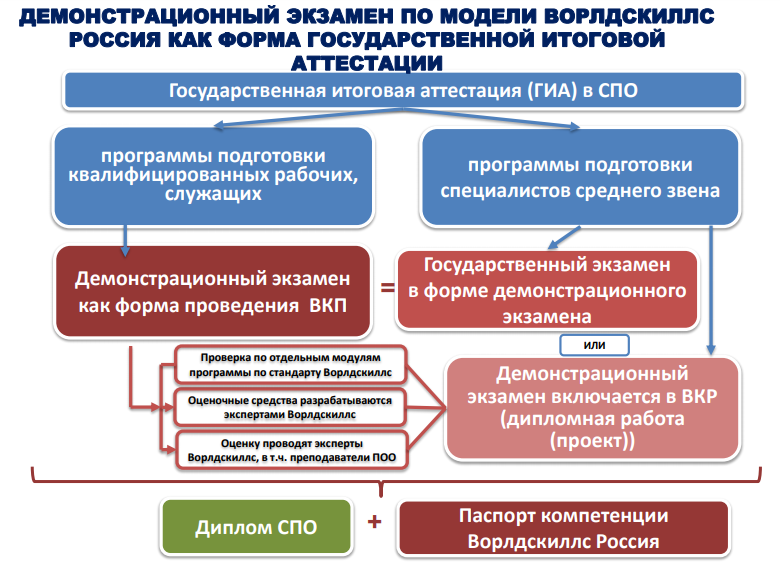 ДЕМОНСТРАЦИОННЫЙ ЭКЗАМЕН ПО МОДЕЛИ ВОРЛДСКИЛЛС
РОССИЯ КАК ФОРМА ГОСУДАРСТВЕННОЙ ИТОГОВОЙ
АТТЕСТАЦИИ
Государственная итоговая аттестация (ГИА) в СПО
программы подготовки
квалифицированных рабочих,
служащих
программы подготовки
специалистов среднего звена
Демонстрационный экзамен
как форма проведения ВКП
=
Государственный экзамен
в форме демонстрационного
экзамена
или
Проверка по отдельным модулям
программы по стандарту Ворлдскиллс
Оценочные средства разрабатываются
экспертами Ворлдскиллс
Оценку проводят эксперты
Ворлдскиллс, в т.ч. преподаватели ПОО
Демонстрационный
экзамен включается в ВКР
(дипломная работа
(проект))
Диплом СПО
+
Паспорт компетенции
Ворлдскиллс Россия